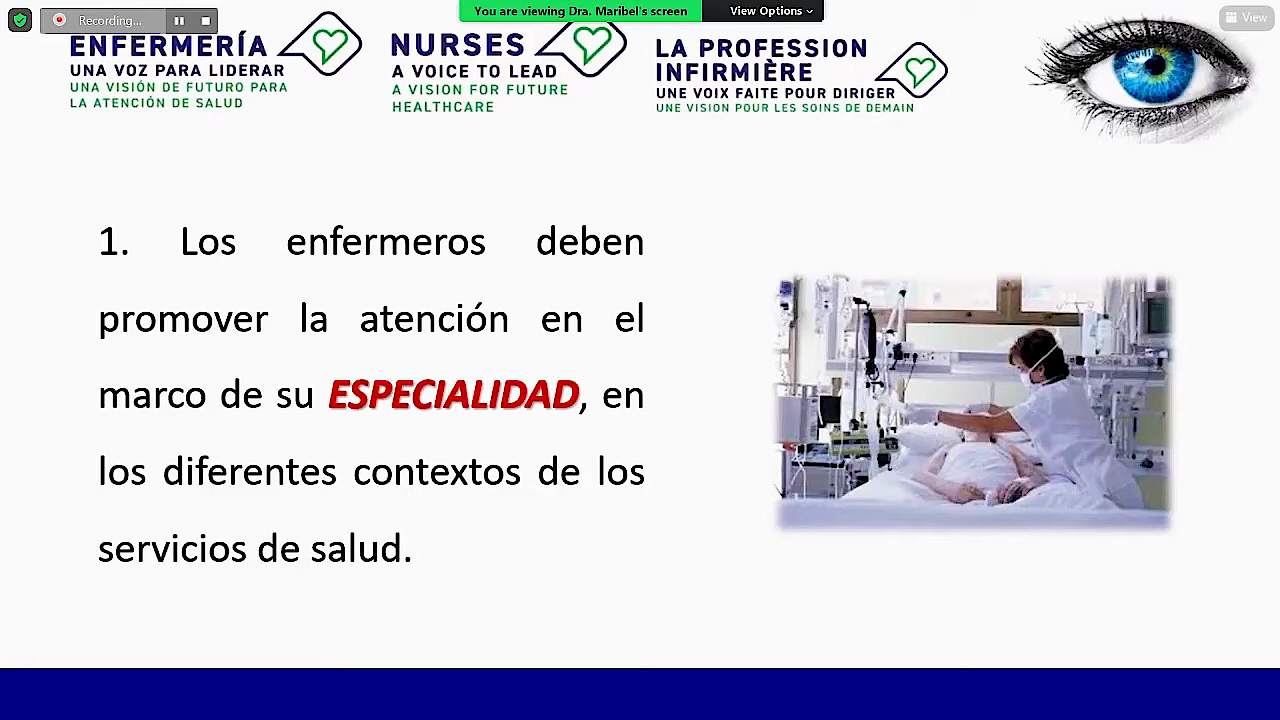 Recording...
You are viewing Dra. Maribel's screen
View Options
View
ENFERMERÍA
UNA VOZ PARA LIDERAR
UNA VISIÓN DE FUTURO PARA
LA ATENCIÓN DE SALUD
NURSES
A VOICE TO LEAD
A VISION FOR FUTURE
HEALTHCARE
LA PROFESSION
INFIRMIÈRE
UNE VOIX FAITE POUR DIRIGER
UNE VISION POUR LES SOINS DE DEMAIN
1. Los enfermeros deben
promover la atención en el
marco de su ESPECIALIDAD, en
los diferentes contextos de los
servicios de salud.